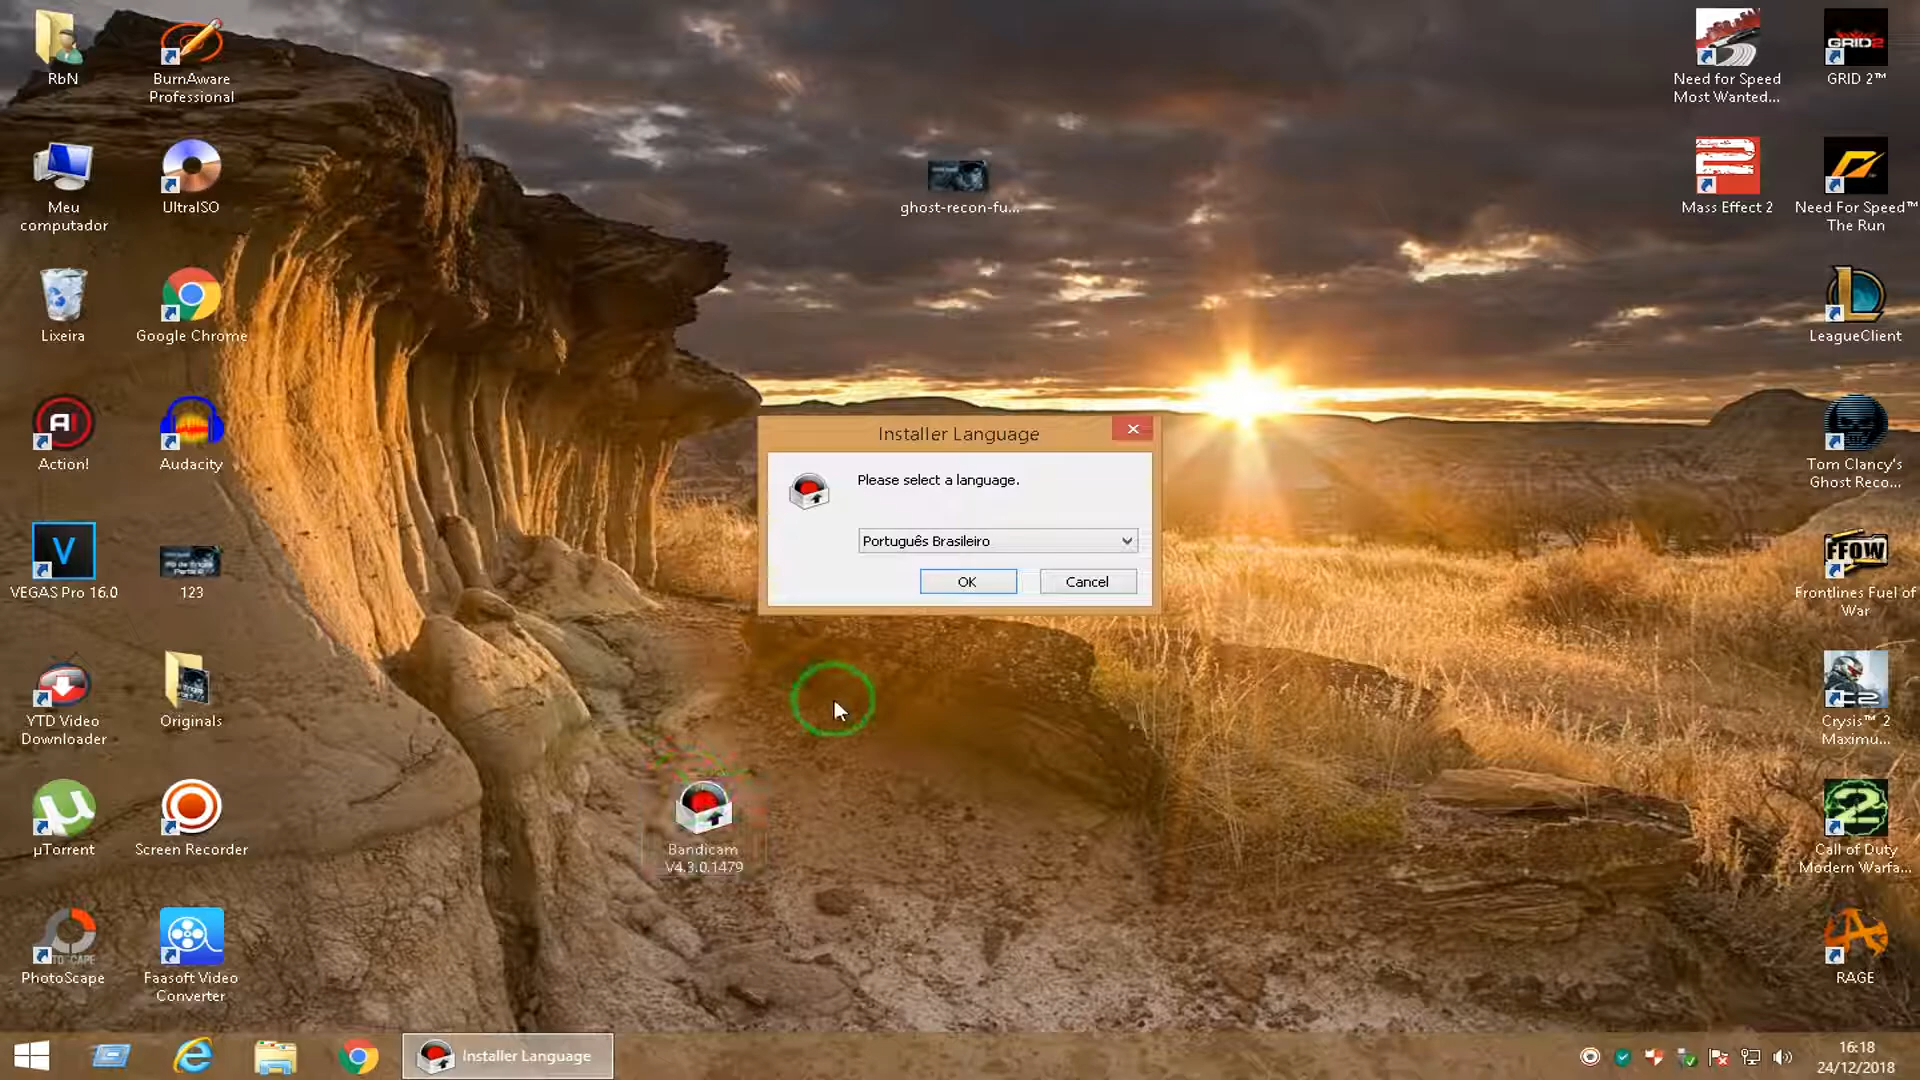 RbN
BurnAware
Professional
Meu
computador
UltraISO
Lixeira
Google Chrome
Action!
Audacity
VEGAS Pro 16.0
123
YTD Video
Downloader
Originals
µTorrent
Screen Recorder
PhotoScape
Faasoft Video
Converter
ghost-recon-fu...
Installer Language
Please select a language.
Português Brasileiro
OK
Cancel
Bandicam
V4.3.0.1479
Need for Speed
Most Wanted...
GRID2
GRID 2™
Mass Effect 2
Need For Speed™
The Run
LeagueClient
Tom Clancy's
Ghost Reco...
FFOW
Frontlines Fuel of
War
Crysis™ 2
Maximu...
Call of Duty
Modern Warfa...
RAGE
Installer Language
16:18
24/12/2018